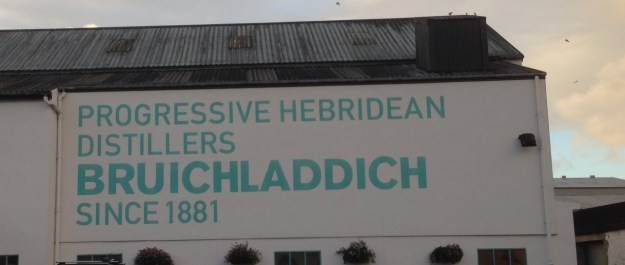 PROGRESSIVE HEBRIDEAN
DISTILLERS
BRUICHLADDICH
SINCE 1881